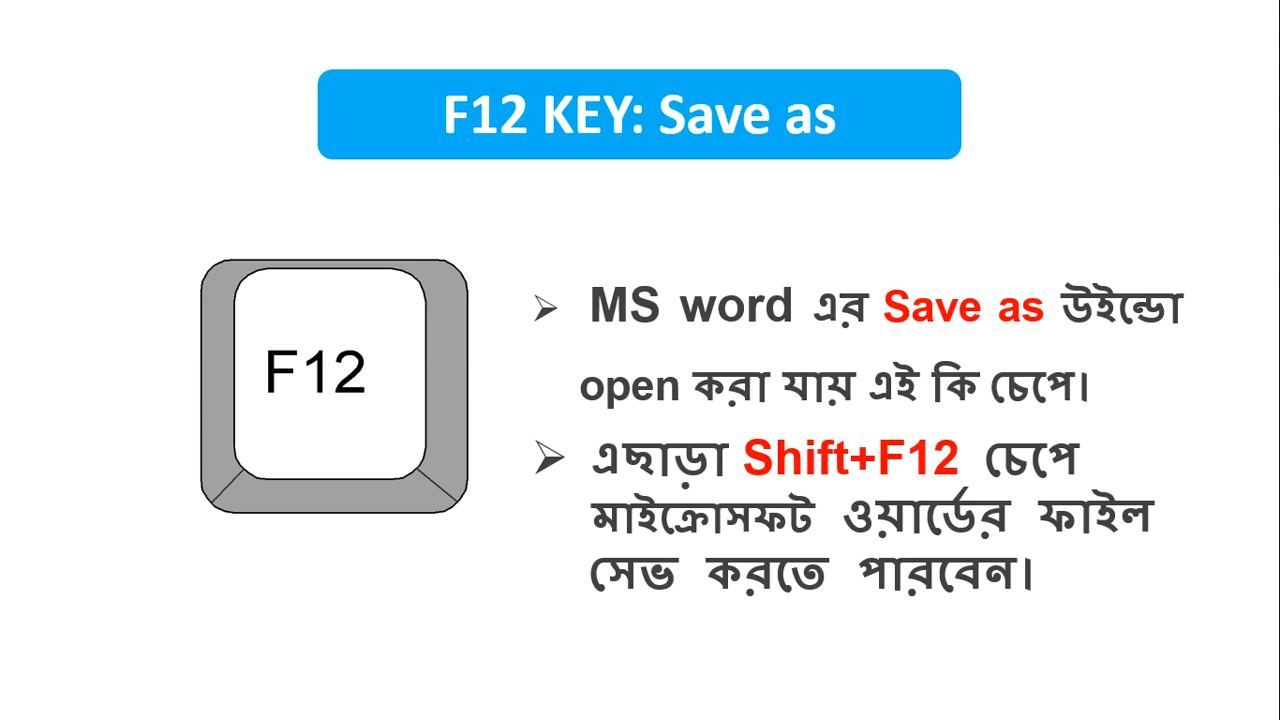 F12 KEY: Save as
F12
➢ MS word এর Save as উইন্ডো
open করা যায় এই কি চেপে।
➢ এছাড়া Shift+F12 চেপে
মাইক্রোসফট ওয়ার্ডের ফাইল
সেভ করতে পারবেন।